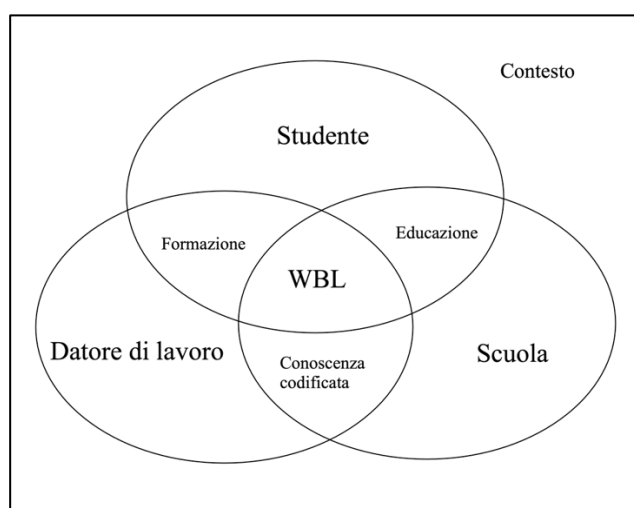 Contesto
Studente
Formazione
Educazione
WBL
Datore di lavoro
Scuola
Conoscenza
codificata